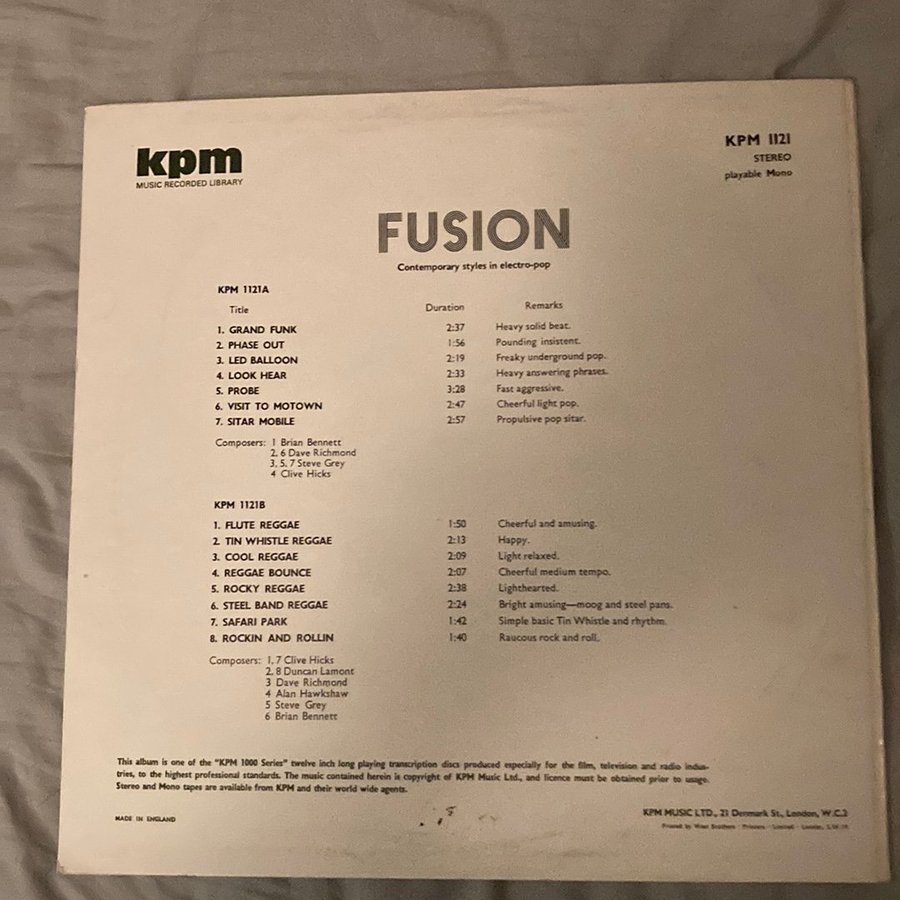 kpm
MUSIC RECORDED LIBRARY
KPM 1121
STEREO
playable Mono
FUSION
Contemporary styles in electro-pop
KPM 1121A
Title Duration Remarks
1. GRAND FUNK 2:37 Heavy solid beat.
2. PHASE OUT 1:56 Pounding insistent.
3. LED BALLOON 2:19 Freaky underground pop.
4. LOOK HEAR 2:33 Heavy answering phrases.
5. PROBE 3:28 Fast aggressive.
6. VISIT TO MOTOWN 2:47 Cheerful light pop.
7. SITAR MOBILE 2:57 Propulsive pop sitar.
Composers: 1 Brian Bennett
2, 6 Dave Richmond
3, 5, 7 Steve Grey
4 Clive Hicks
KPM 1121B
1. FLUTE REGGAE 1:50 Cheerful and amusing.
2. TIN WHISTLE REGGAE 2:13 Happy.
3. COOL REGGAE 2:09 Light relaxed.
4. REGGAE BOUNCE 2:07 Cheerful medium tempo.
5. ROCKY REGGAE 2:38 Lighthearted.
6. STEEL BAND REGGAE 2:24 Bright amusing—moog and steel pans.
7. SAFARI PARK 1:42 Simple basic Tin Whistle and rhythm.
8. ROCKIN AND ROLLIN 1:40 Raucous rock and roll.
Composers: 1, 7 Clive Hicks
2, 8 Duncan Lamont
3 Dave Richmond
4 Alan Hawkshaw
5 Steve Grey
6 Brian Bennett
This album is one of the "KPM 1000 Series" twelve inch long playing transcription discs produced especially for the film, television and radio indus-
tries, to the highest professional standards. The music contained herein is copyright of KPM Music Ltd., and licence must be obtained prior to usage.
Stereo and Mono tapes are available from KPM and their world wide agents.
MADE IN ENGLAND
KPM MUSIC LTD., 21 Denmark St., London, W.C.2
Printed by West Brothers · Printers · Limited · London,